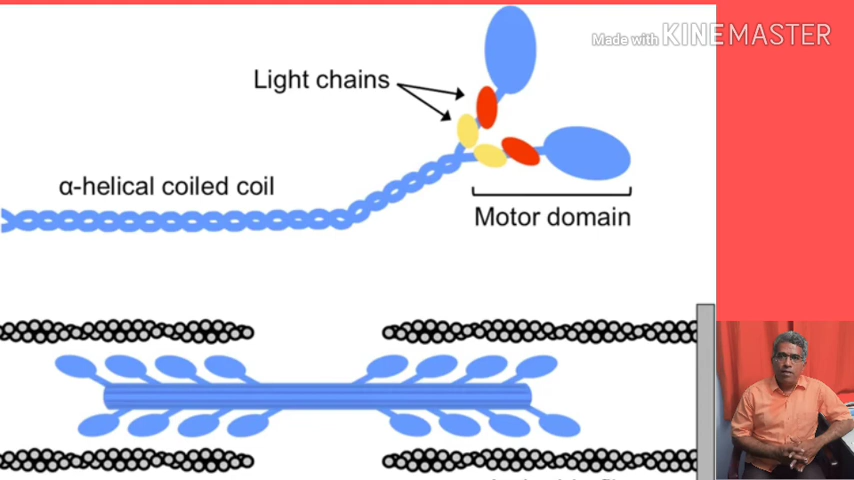 Made with KINEMASTER
Light chains
α-helical coiled coil
Motor domain